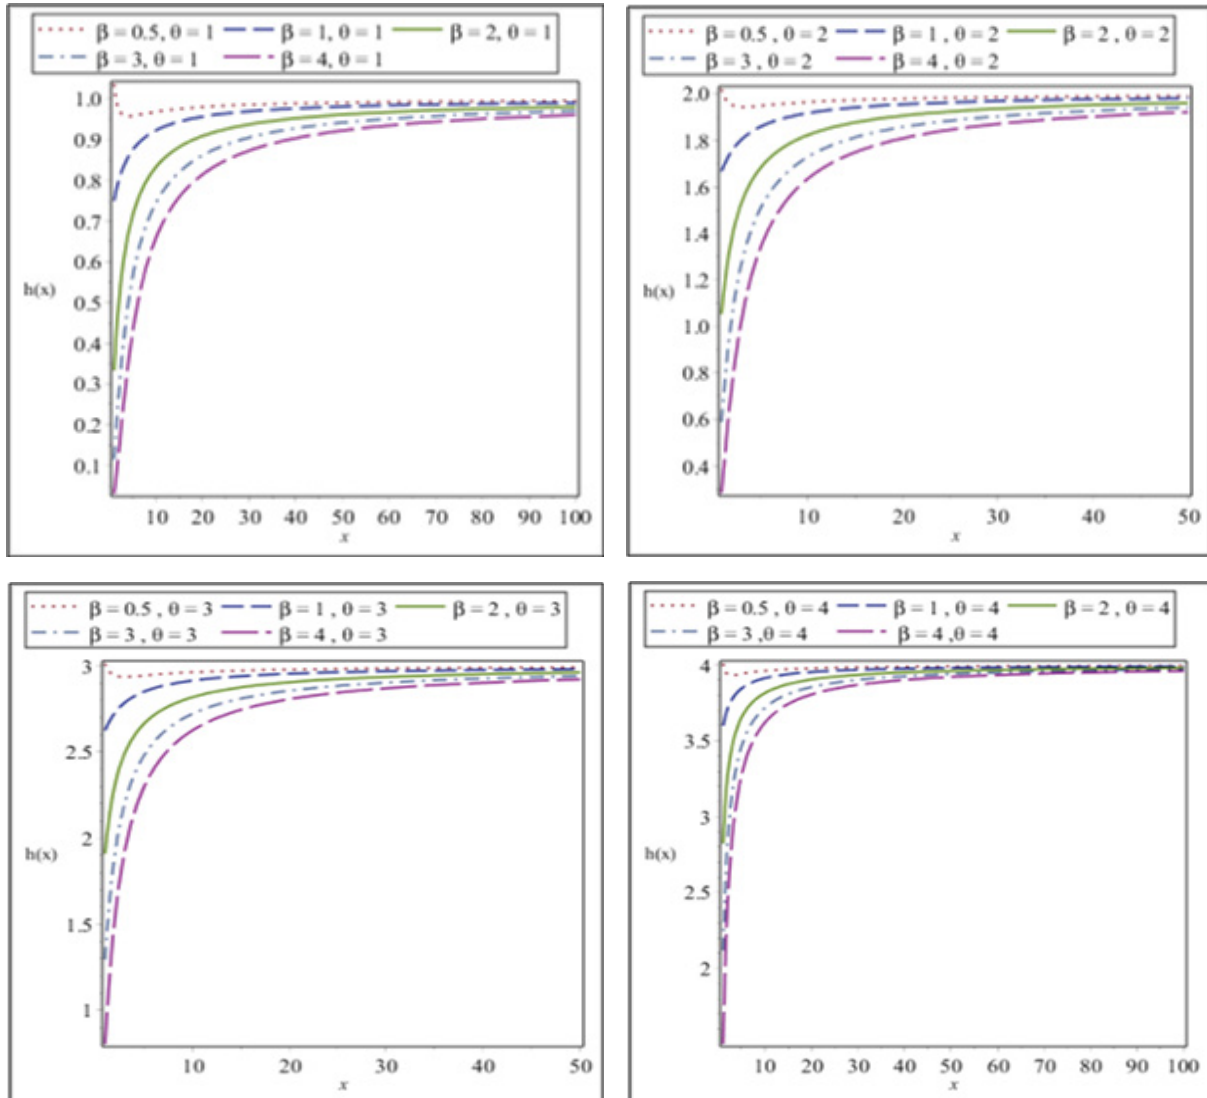 β = 0.5, θ = 1 β = 1, θ = 1 β = 2, θ = 1
β = 3, θ = 1 β = 4, θ = 1
1.0
0.9
0.8
0.7
0.6
h(x)
0.5
0.4
0.3
0.2
0.1
10 20 30 40 50 60 70 80 90 100
x
β = 0.5 , θ = 2 β = 1 , θ = 2 β = 2 , θ = 2
β = 3 , θ = 2 β = 4 , θ = 2
2.0
1.8
1.6
1.4
h(x)
1.2
1.0
0.8
0.6
0.4
10 20 30 40 50
x
β = 0.5 , θ = 3 β = 1 , θ = 3 β = 2 , θ = 3
β = 3 , θ = 3 β = 4 , θ = 3
3
2.5
2
h(x)
1.5
1
10 20 30 40 50
x
β = 0.5 , θ = 4 β = 1 , θ = 4 β = 2 , θ = 4
β = 3 ,θ = 4 β = 4 ,θ = 4
4
3.5
3
h(x)
2.5
2
10 20 30 40 50 60 70 80 90 100
x